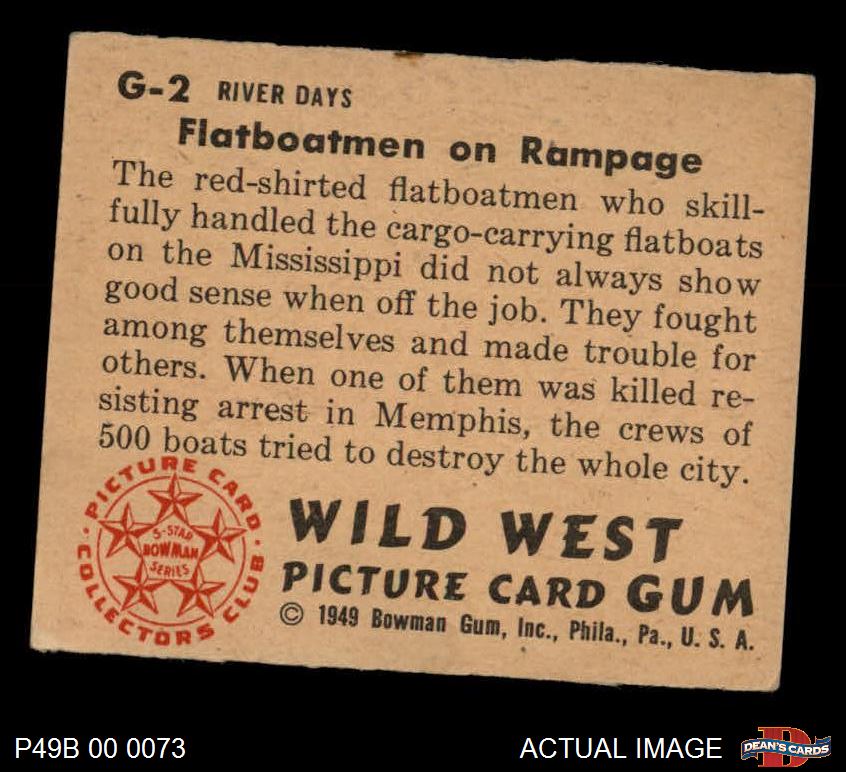 G-2 RIVER DAYS
Flatboatmen on Rampage
The red-shirted flatboatmen who skill-
fully handled the cargo-carrying flatboats
on the Mississippi did not always show
good sense when off the job. They fought
among themselves and made trouble for
others. When one of them was killed re-
sisting arrest in Memphis, the crews of
500 boats tried to destroy the whole city.
PICTURE CARD
COLLECTORS CLUB
5-STAR
BOWMAN
SERIES
WILD WEST
PICTURE CARD GUM
© 1949 Bowman Gum, Inc., Phila., Pa., U. S. A.
P49B 00 0073
ACTUAL IMAGE
D
DEAN'S CARDS